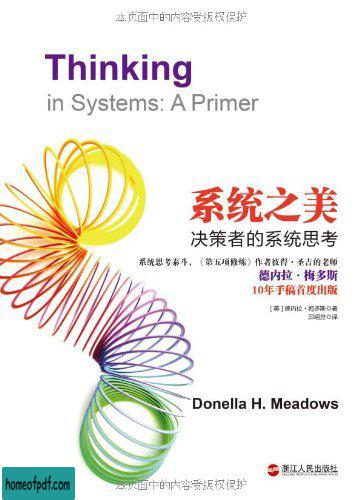 本页面中的内容受版权保护
Thinking
in Systems: A Primer
系统之美
决策者的系统思考
系统思考泰斗,《第五项修炼》作者彼得·圣吉的老师
德内拉·梅多斯
10年手稿首度出版
[美]德内拉·梅多斯◎著
邱昭良◎译
Donella H. Meadows
浙江人民出版社
homeofpdf.com
本页面中的内容受版权保护